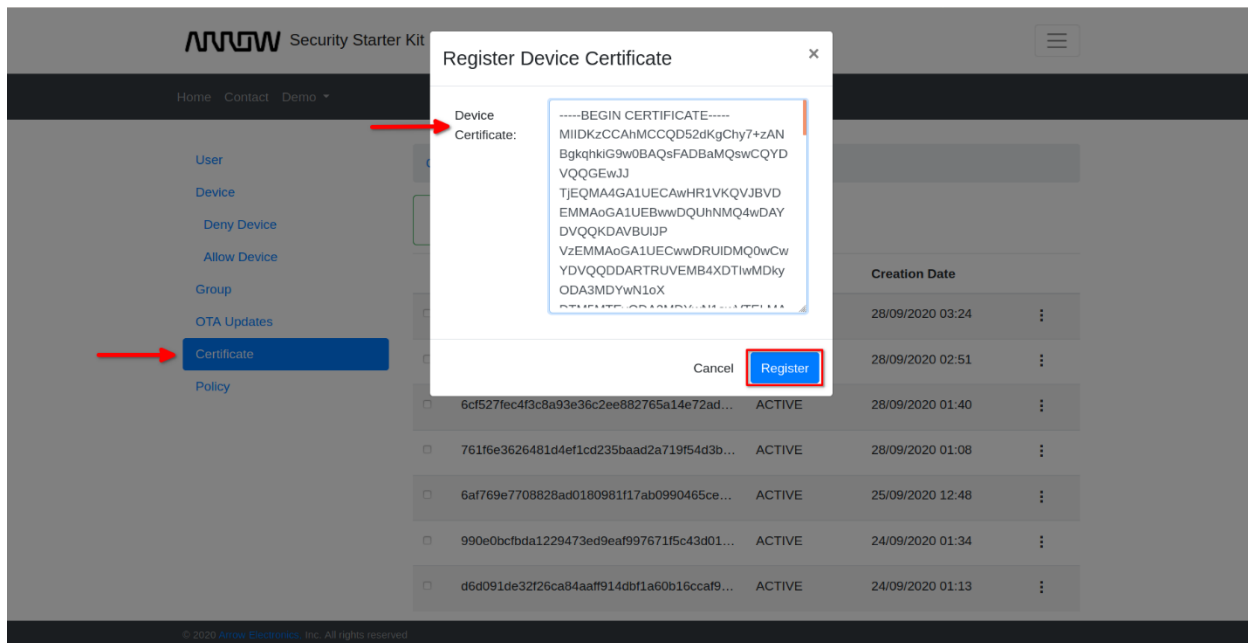 ARROW Security Starter Kit
Register Device Certificate ×
Home Contact Demo
Device
Certificate:
-----BEGIN CERTIFICATE-----
MIIDKzCCAhMCCQD52dKgChy7+zAN
BgkqhkiG9w0BAQsFADBaMQswCQYD
VQQGEwJJ
TjEQMA4GA1UECAwHR1VKQVJBVD
EMMAoGA1UEBwwDQUhNMQ4wDAY
DVQQKDAVBUlJP
VzEMMAoGA1UECwwDRUlDMQ0wCw
YDVQQDDARTRUVEMB4XDTIwMDky
ODA3MDYwN1oX
Cancel Register
User
Device
Deny Device
Allow Device
Group
OTA Updates
Certificate
Policy
Creation Date
28/09/2020 03:24
28/09/2020 02:51
6cf527fec4f3c8a93e36c2ee882765a14e72ad... ACTIVE 28/09/2020 01:40
761f6e3626481d4ef1cd235baad2a719f54d3b... ACTIVE 28/09/2020 01:08
6af769e7708828ad0180981f17ab0990465ce... ACTIVE 25/09/2020 12:48
990e0bcfbda1229473ed9eaf997671f5c43d01... ACTIVE 24/09/2020 01:34
d6d091de32f26ca84aaff914dbf1a60b16ccaf9... ACTIVE 24/09/2020 01:13
© 2020 Arrow Electronics, Inc. All rights reserved